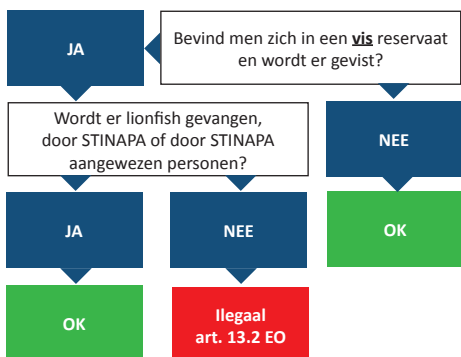 JA
Bevind men zich in een vis reservaat
en wordt er gevist?
Wordt er lionfish gevangen,
door STINAPA of door STINAPA
aangewezen personen?
NEE
JA
NEE
OK
OK
Ilegaal
art. 13.2 EO